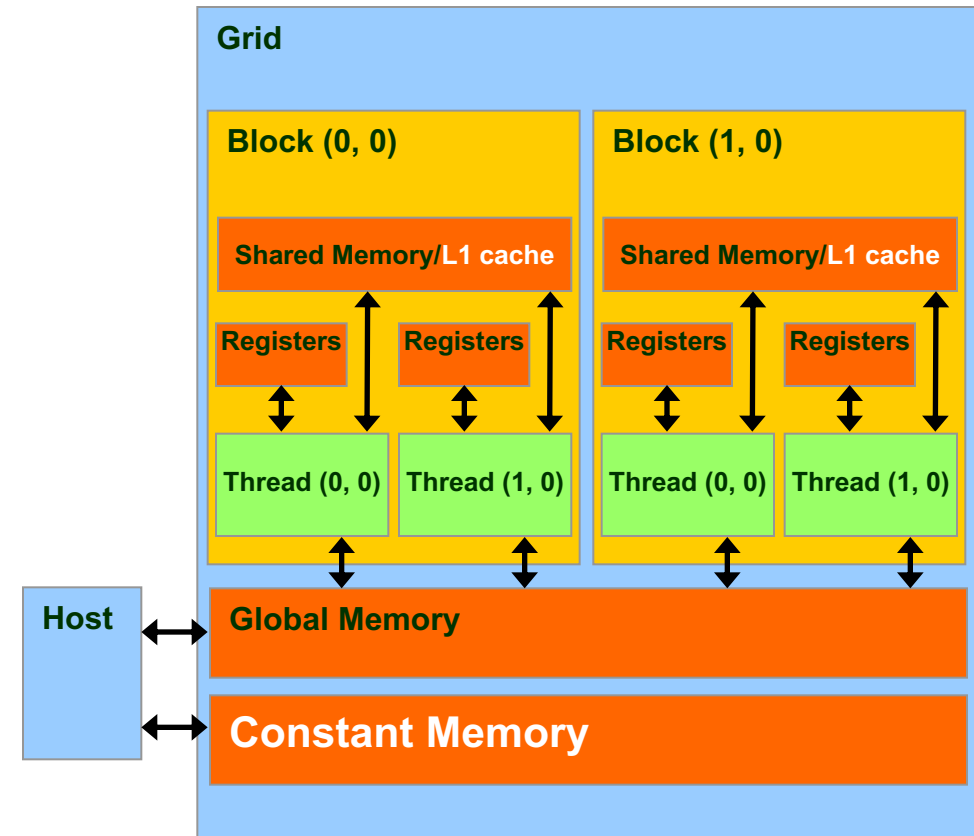 Grid
Block (0, 0)
Block (1, 0)
Shared Memory/L1 cache
Shared Memory/L1 cache
Registers
Registers
Registers
Registers
Thread (0, 0)
Thread (1, 0)
Thread (0, 0)
Thread (1, 0)
Host
Global Memory
Constant Memory